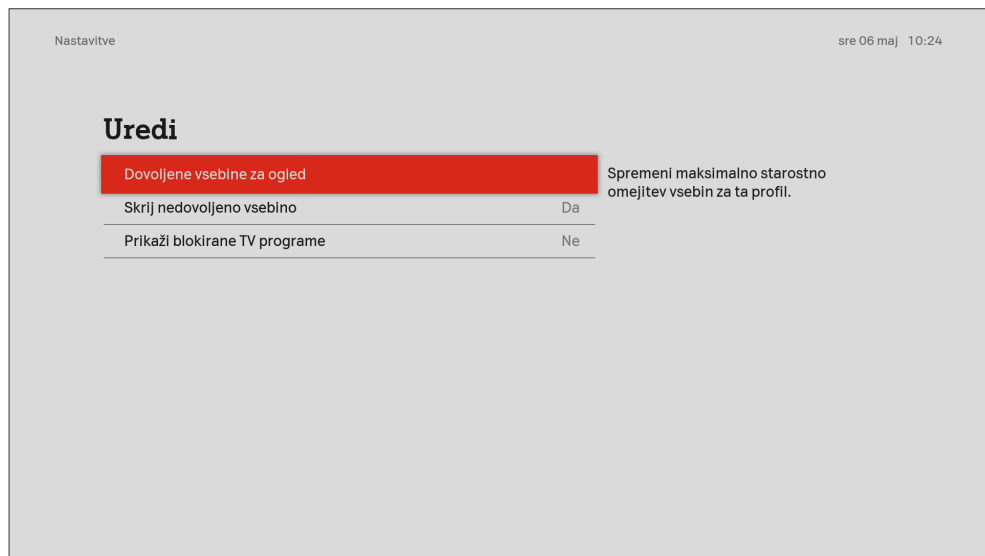 Nastavitve
sre 06 maj 10:24
Uredi
Dovoljene vsebine za ogled
Spremeni maksimalno starostno
omejitev vsebin za ta profil.
Skrij nedovoljeno vsebino Da
Prikaži blokirane TV programe Ne